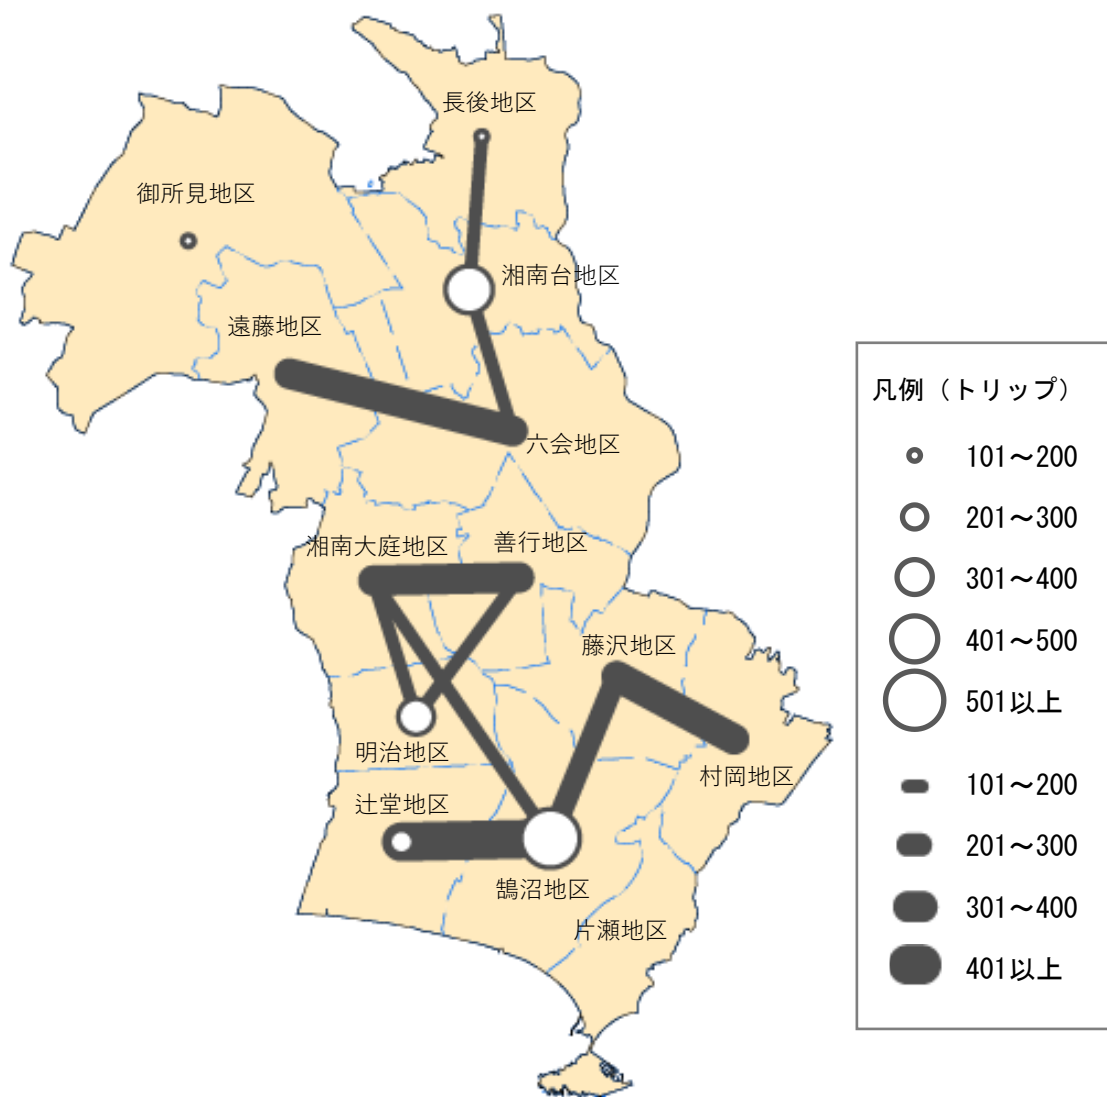 長後地区
御所見地区
湘南台地区
遠藤地区
六会地区
湘南大庭地区
善行地区
藤沢地区
明治地区
村岡地区
辻堂地区
鵠沼地区
片瀬地区
凡例（トリップ）
101～200
201～300
301～400
401～500
501以上
101～200
201～300
301～400
401以上